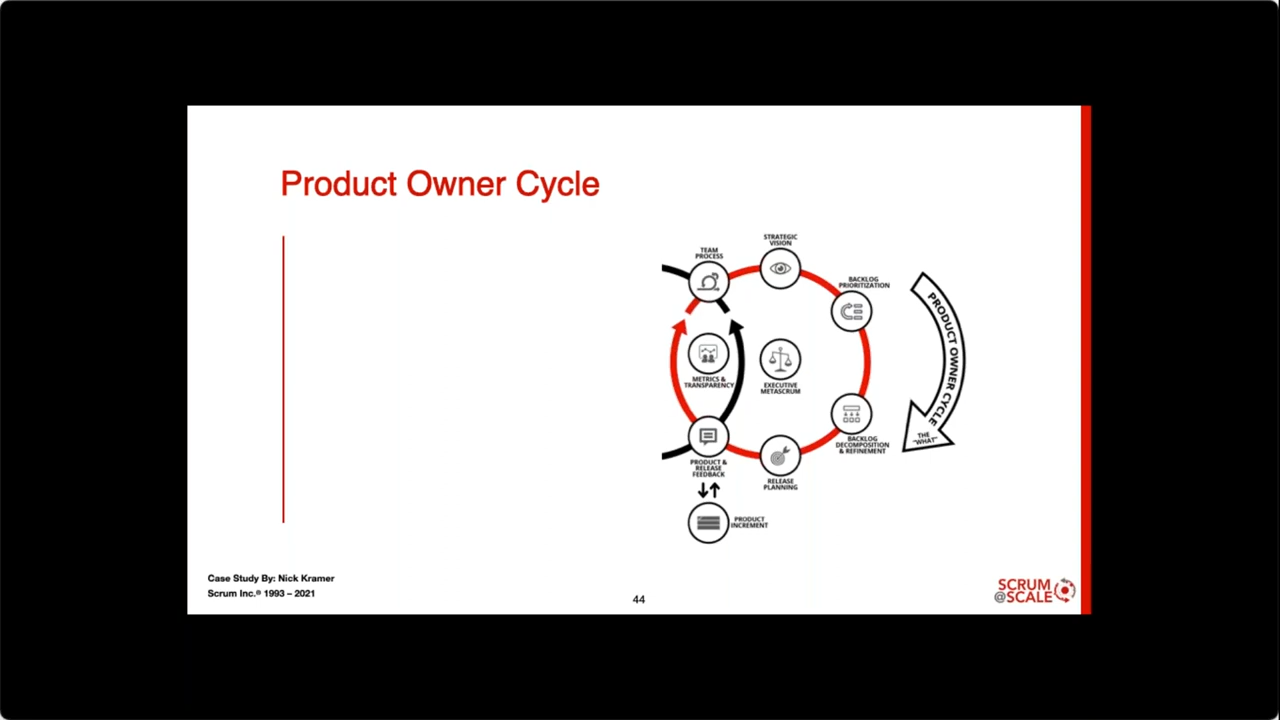 Product Owner Cycle
STRATEGIC
VISION
TEAM
PROCESS
BACKLOG
PRIORITIZATION
METRICS &
TRANSPARENCY
EXECUTIVE
METASCRUM
PRODUCT OWNER CYCLE
THE
"WHAT"
BACKLOG
DECOMPOSITION
& REFINEMENT
PRODUCT &
RELEASE
FEEDBACK
RELEASE
PLANNING
PRODUCT
INCREMENT
Case Study By: Nick Kramer
Scrum Inc.® 1993 – 2021
44
SCRUM
@SCALE